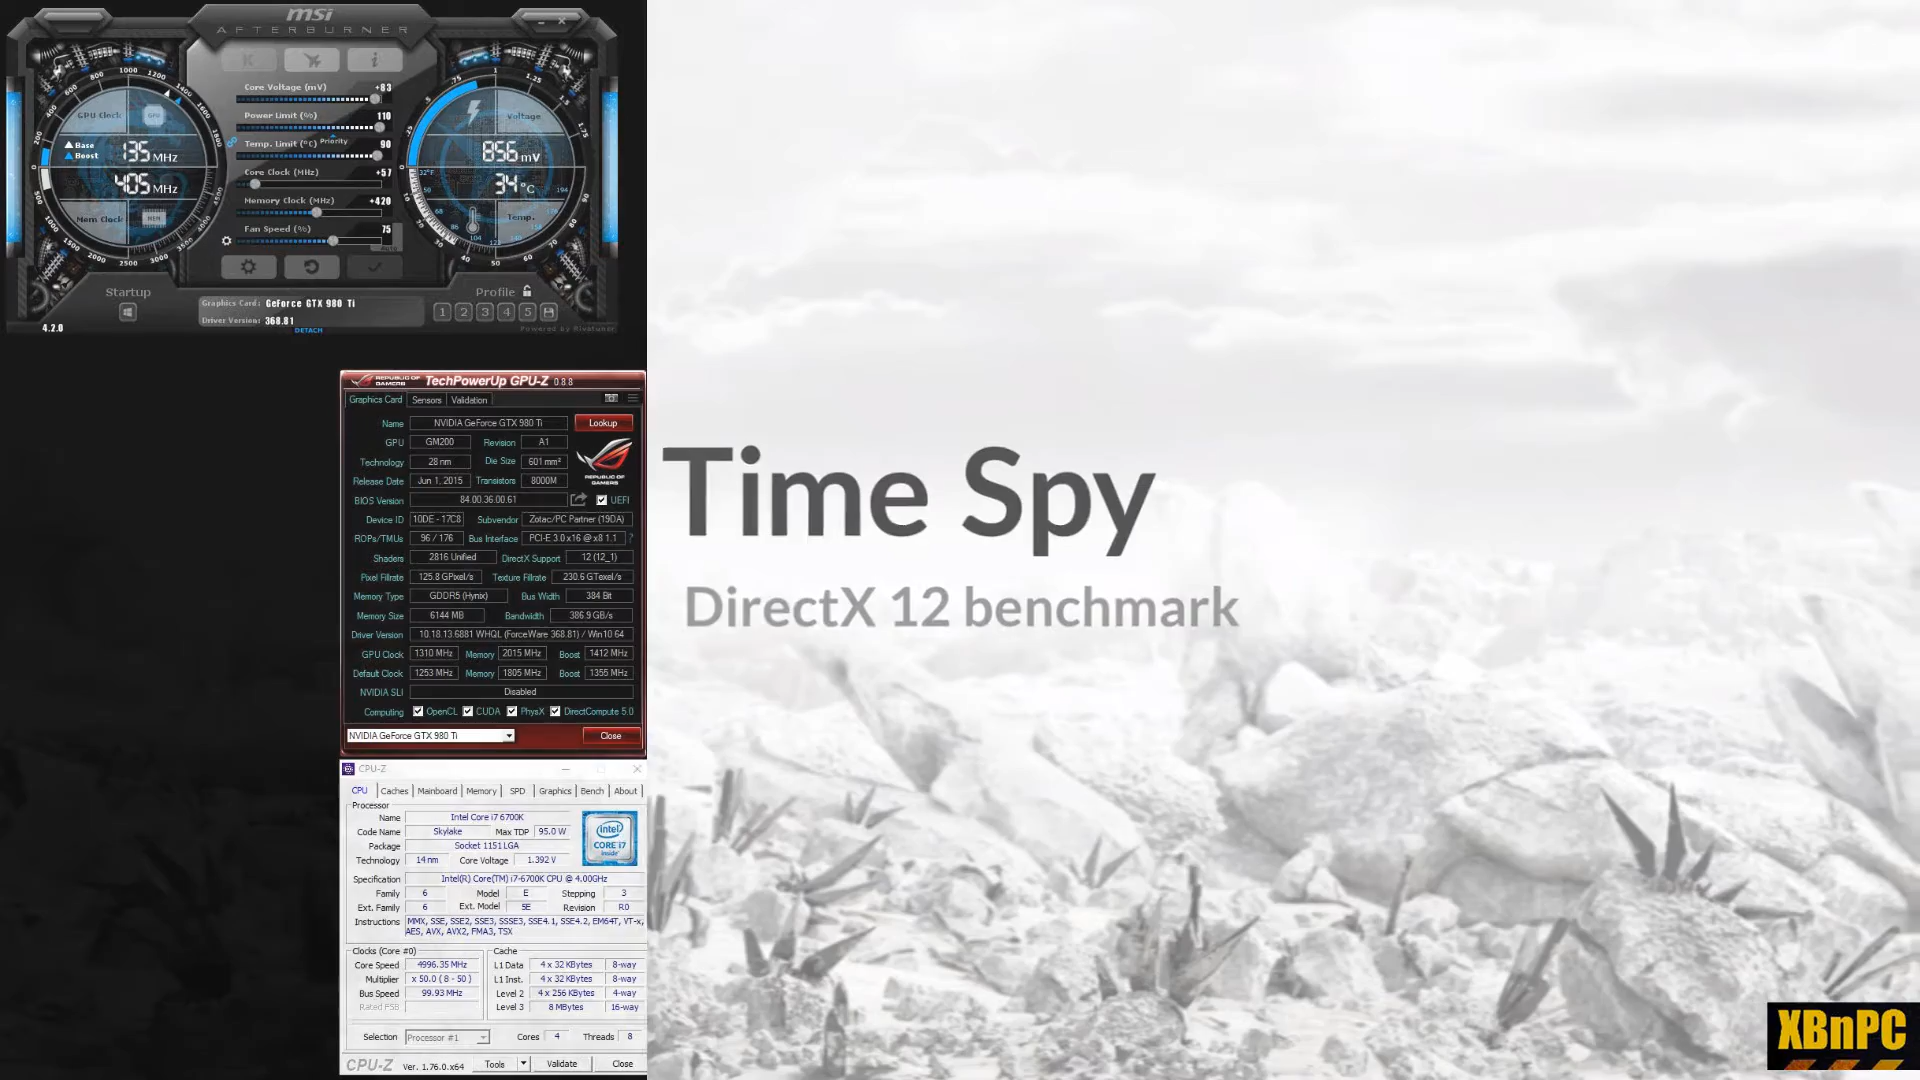 msi
AFTERBURNER
K i
Core Voltage (mV) +83
Power Limit (%) 110
Temp. Limit (°C) Priority 90
Core Clock (MHz) +57
Memory Clock (MHz) +420
Fan Speed (%) 75
AUTO
GPU Clock GPU
Base
Boost
135 MHz
405 MHz
Mem Clock MEM
Voltage
856 mV
34 °C
Temp.
Startup
Graphics Card: GeForce GTX 980 Ti
Driver Version: 368.81
DETACH
Profile
1 2 3 4 5
4.2.0
Powered by Rivatuner
REPUBLIC OF GAMERS TechPowerUp GPU-Z 0.8.8
Graphics Card Sensors Validation
Name NVIDIA GeForce GTX 980 Ti Lookup
GPU GM200 Revision A1
Technology 28 nm Die Size 601 mm²
REPUBLIC OF GAMERS
Release Date Jun 1, 2015 Transistors 8000M
BIOS Version 84.00.36.00.61 UEFI
Device ID 10DE - 17C8 Subvendor Zotac/PC Partner (19DA)
ROPs/TMUs 96 / 176 Bus Interface PCI-E 3.0 x16 @ x8 1.1 ?
Shaders 2816 Unified DirectX Support 12 (12_1)
Pixel Fillrate 125.8 GPixel/s Texture Fillrate 230.6 GTexel/s
Memory Type GDDR5 (Hynix) Bus Width 384 Bit
Memory Size 6144 MB Bandwidth 386.9 GB/s
Driver Version 10.18.13.6881 WHQL (ForceWare 368.81) / Win10 64
GPU Clock 1310 MHz Memory 2015 MHz Boost 1412 MHz
Default Clock 1253 MHz Memory 1805 MHz Boost 1355 MHz
NVIDIA SLI Disabled
Computing OpenCL CUDA PhysX DirectCompute 5.0
NVIDIA GeForce GTX 980 Ti Close
CPU-Z
CPU Caches Mainboard Memory SPD Graphics Bench About
Processor
Name Intel Core i7 6700K
Code Name Skylake Max TDP 95.0 W
Package Socket 1151 LGA
Technology 14 nm Core Voltage 1.392 V
intel CORE i7 inside
Specification Intel(R) Core(TM) i7-6700K CPU @ 4.00GHz
Family 6 Model E Stepping 3
Ext. Family 6 Ext. Model 5E Revision R0
Instructions MMX, SSE, SSE2, SSE3, SSSE3, SSE4.1, SSE4.2, EM64T, VT-x,
AES, AVX, AVX2, FMA3, TSX
Clocks (Core #0) Cache
Core Speed 4996.35 MHz L1 Data 4 x 32 KBytes 8-way
Multiplier x 50.0 ( 8 - 50 ) L1 Inst. 4 x 32 KBytes 8-way
Bus Speed 99.93 MHz Level 2 4 x 256 KBytes 4-way
Rated FSB Level 3 8 MBytes 16-way
Selection Processor #1 Cores 4 Threads 8
CPU-Z Ver. 1.76.0.x64 Tools Validate Close
Time Spy
DirectX 12 benchmark
XBnPC